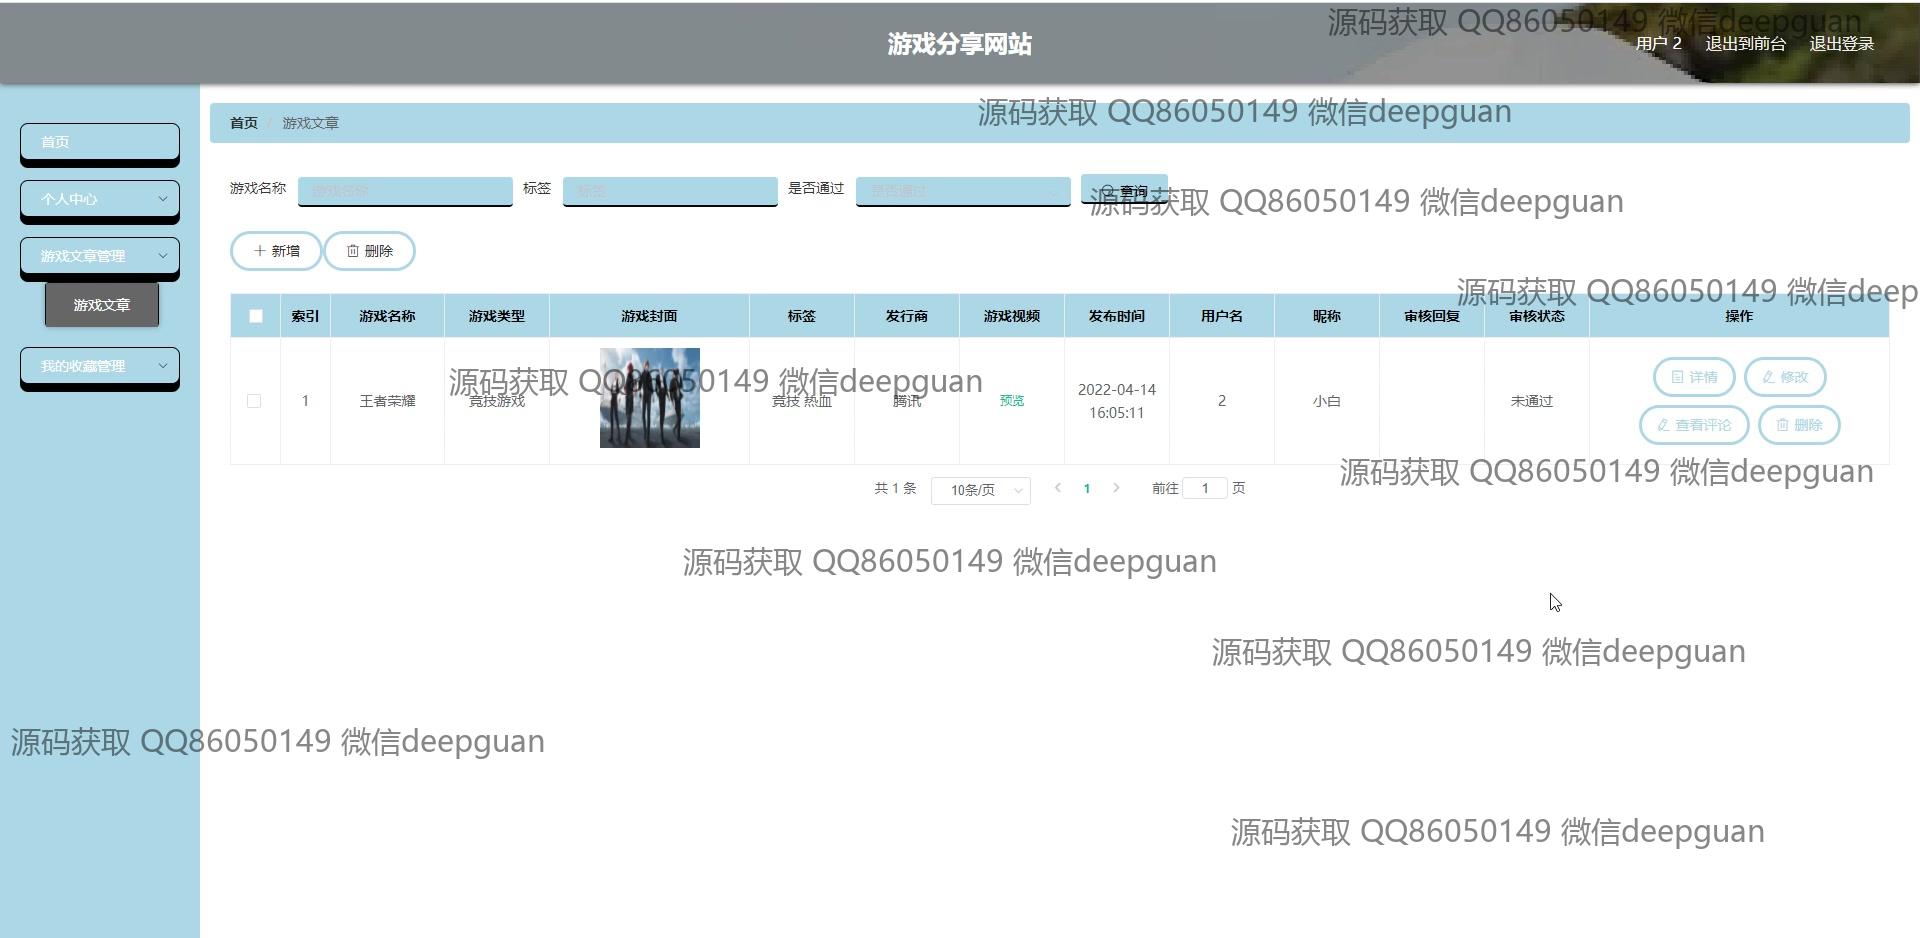 源码获取 QQ86050149 微信deepguan
游戏分享网站
用户 2 退出到前台 退出登录
源码获取 QQ86050149 微信deepguan
首页 / 游戏文章
首页
个人中心
游戏文章管理
游戏文章
我的收藏管理
游戏名称 游戏名称 标签 标签 是否通过 是否通过 查询
源码获取 QQ86050149 微信deepguan
新增 删除
源码获取 QQ86050149 微信deep
索引 游戏名称 游戏类型 游戏封面 标签 发行商 游戏视频 发布时间 用户名 昵称 审核回复 审核状态 操作
源码获取 QQ86050149 微信deepguan
1 王者荣耀 竞技游戏 竞技 热血 腾讯 预览 2022-04-14
16:05:11 2 小白 未通过
详情 修改
查看评论 删除
源码获取 QQ86050149 微信deepguan
共 1 条 10条/页 1 前往 1 页
源码获取 QQ86050149 微信deepguan
源码获取 QQ86050149 微信deepguan
源码获取 QQ86050149 微信deepguan
源码获取 QQ86050149 微信deepguan